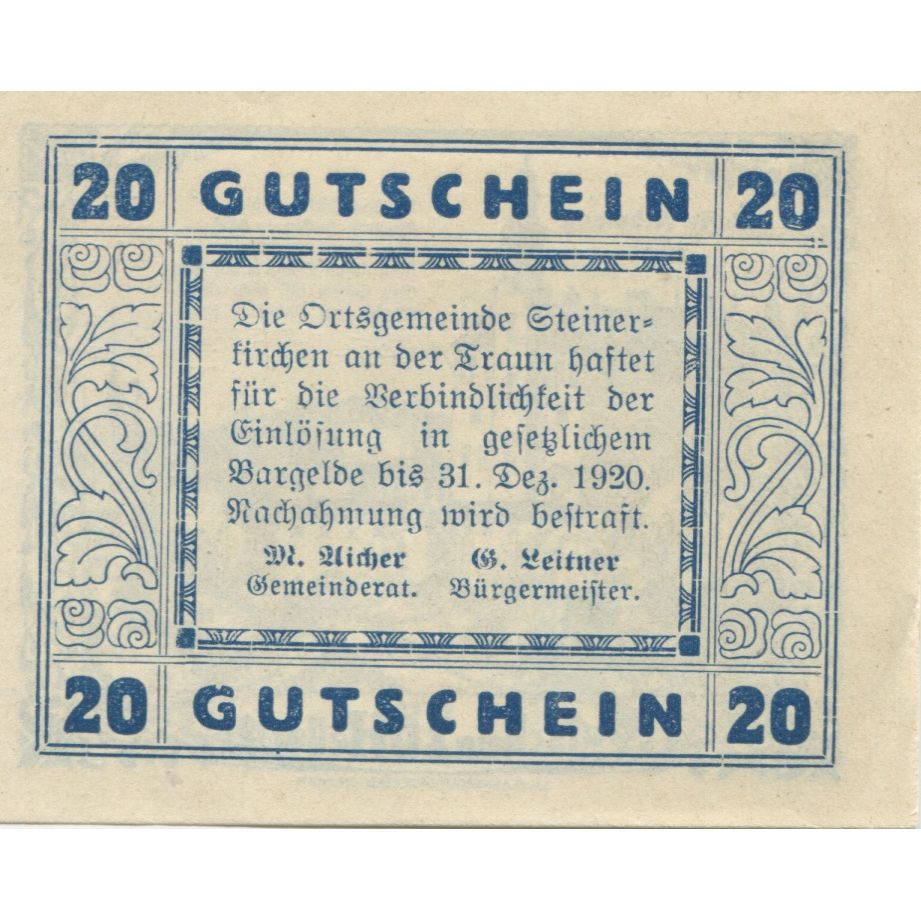 20 GUTSCHEIN 20
Die Ortsgemeinde Steiner-
kirchen an der Traun haftet
für die Verbindlichkeit der
Einlösung in gesetzlichem
Bargelde bis 31. Dez. 1920.
Nachahmung wird bestraft.
M. Aicher G. Leitner
Gemeinderat. Bürgermeister.
20 GUTSCHEIN 20